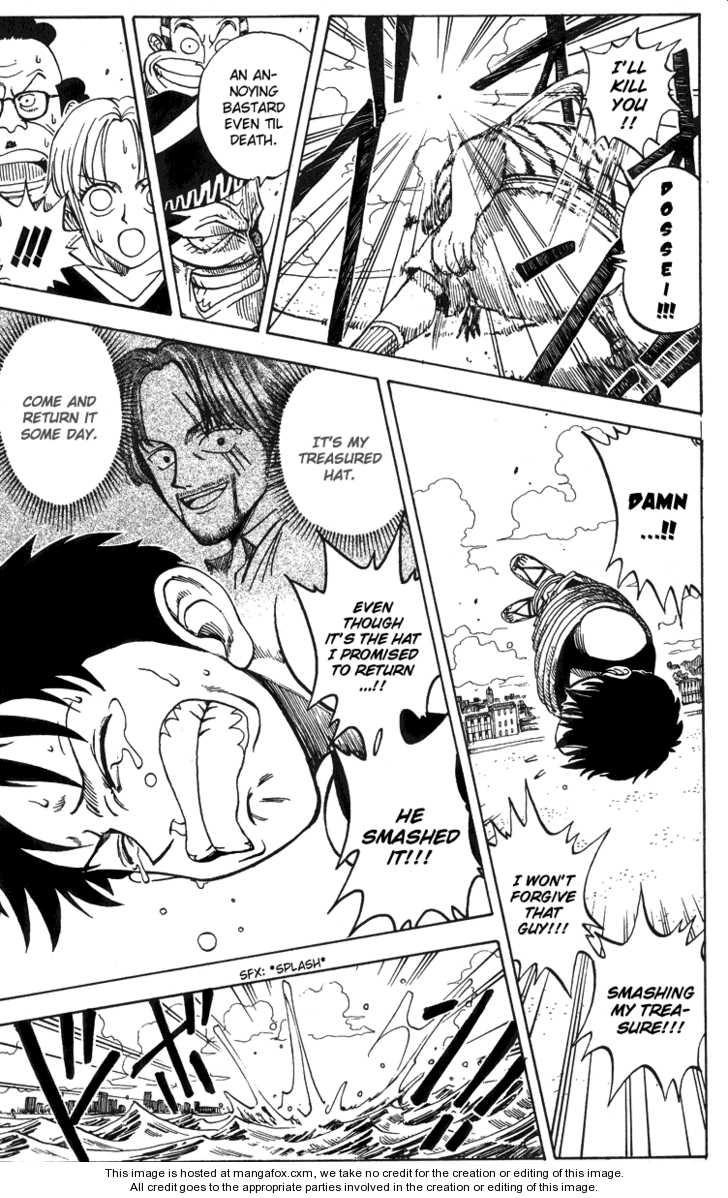 I'LL
KILL
YOU
!!
DOSSEI!!!
AN AN-
NOYING
BASTARD
EVEN TIL
DEATH.
!!!
DAMN
...!!
I WON'T
FORGIVE
THAT
GUY!!!
SMASHING
MY TREA-
SURE!!!
IT'S MY
TREASURED
HAT.
COME AND
RETURN IT
SOME DAY.
EVEN
THOUGH
IT'S THE HAT
I PROMISED
TO RETURN
...!!
HE
SMASHED
IT!!!
SFX: *SPLASH*
This image is hosted at mangafox.cxm, we take no credit for the creation or editing of this image.
All credit goes to the appropriate parties involved in the creation or editing of this image.